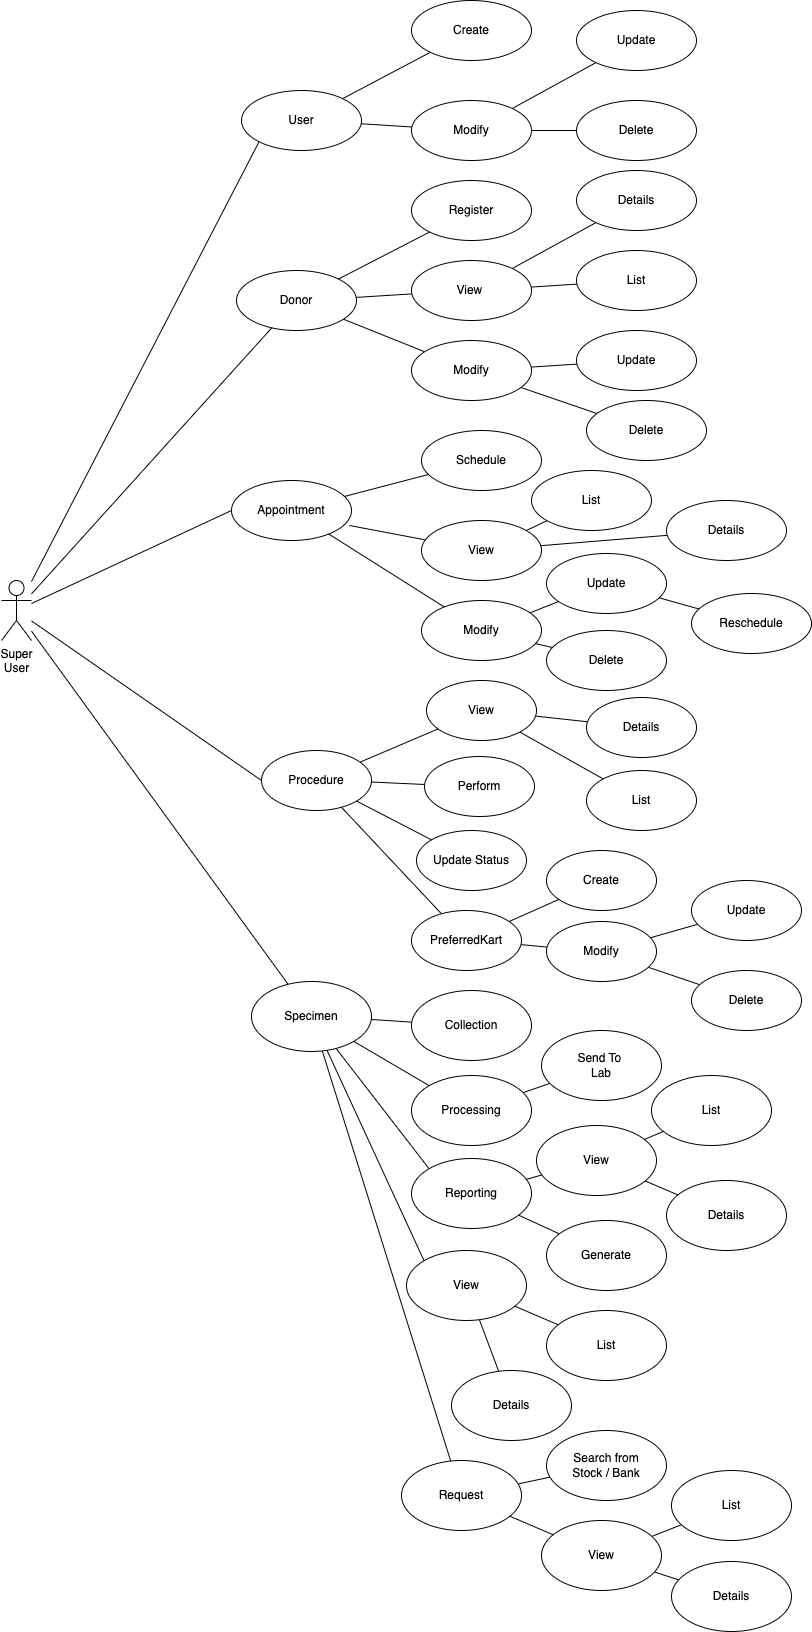 Create
Update
User
Modify
Delete
Register
Details
Donor
View
List
Modify
Update
Delete
Schedule
List
Appointment
View
Details
Update
Modify
Reschedule
Delete
Super
User
View
Details
Procedure
Perform
List
Update Status
Create
PreferredKart
Modify
Update
Delete
Specimen
Collection
Send To
Lab
Processing
List
View
Reporting
Details
Generate
View
List
Details
Search from
Stock / Bank
Request
List
View
Details